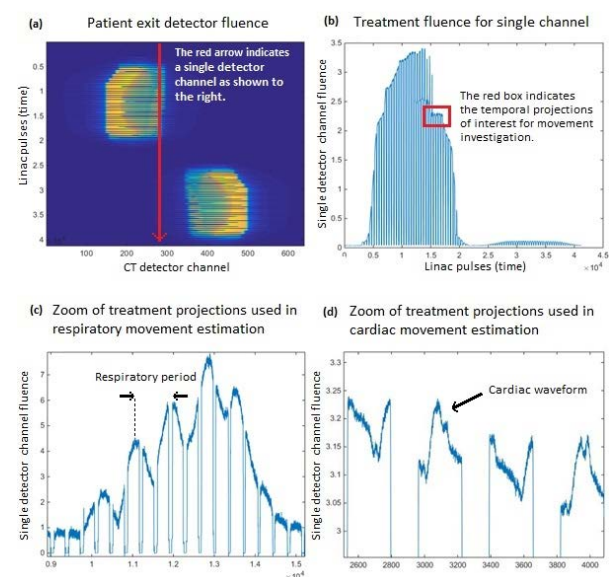 (a) Patient exit detector fluence
The red arrow indicates
a single detector
channel as shown to
the right.
Linac pulses (time)
0.5
1.0
1.5
2.0
2.5
3.0
3.5
4
100 200 300 400 500 600
CT detector channel
(b) Treatment fluence for single channel
The red box indicates
the temporal projections
of interest for movement
investigation.
Single detector channel fluence
3.5
3
2.5
2
1.5
1
0.5
0
0 0.5 1 1.5 2 2.5 3 3.5 4 4.5
Linac pulses (time)
×10⁴
(c) Zoom of treatment projections used in
respiratory movement estimation
Respiratory period
Single detector channel fluence
7
6
5
4
3
2
1
0
0.9 1 1.1 1.2 1.3 1.4 1.5
(d) Zoom of treatment projections used in
cardiac movement estimation
Cardiac waveform
Single detector channel fluence
3.25
3.2
3.15
3.1
3.05
3
2600 2800 3000 3200 3400 3600 3800 4000